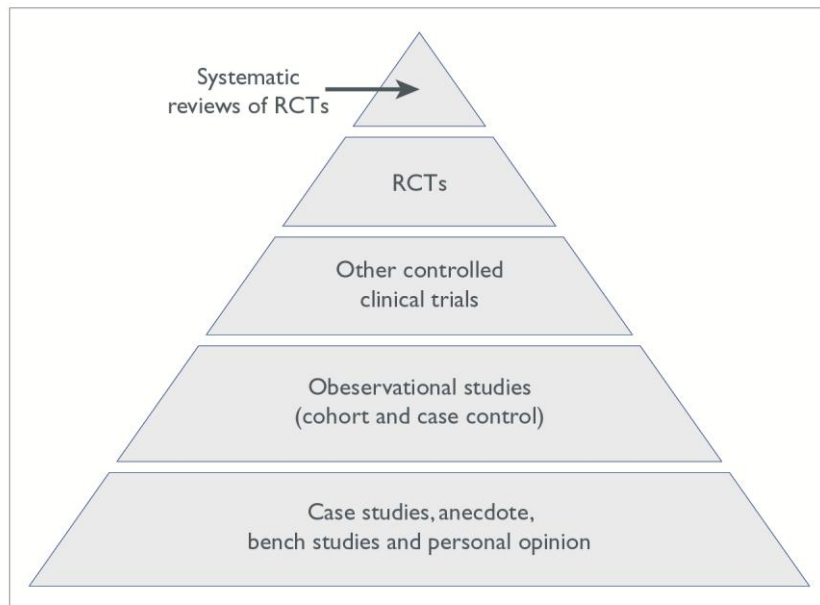 Systematic
reviews of RCTs
RCTs
Other controlled
clinical trials
Obeservational studies
(cohort and case control)
Case studies, anecdote,
bench studies and personal opinion